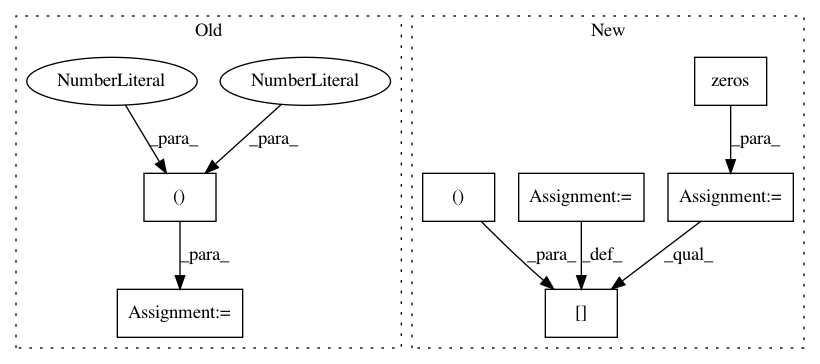 Old
New
NumberLiteral
NumberLiteral
zeros
_para_
_para_
_para_
()
()
Assignment:=
Assignment:=
_para_
_para_
_def_
_qual_
Assignment:=
[]